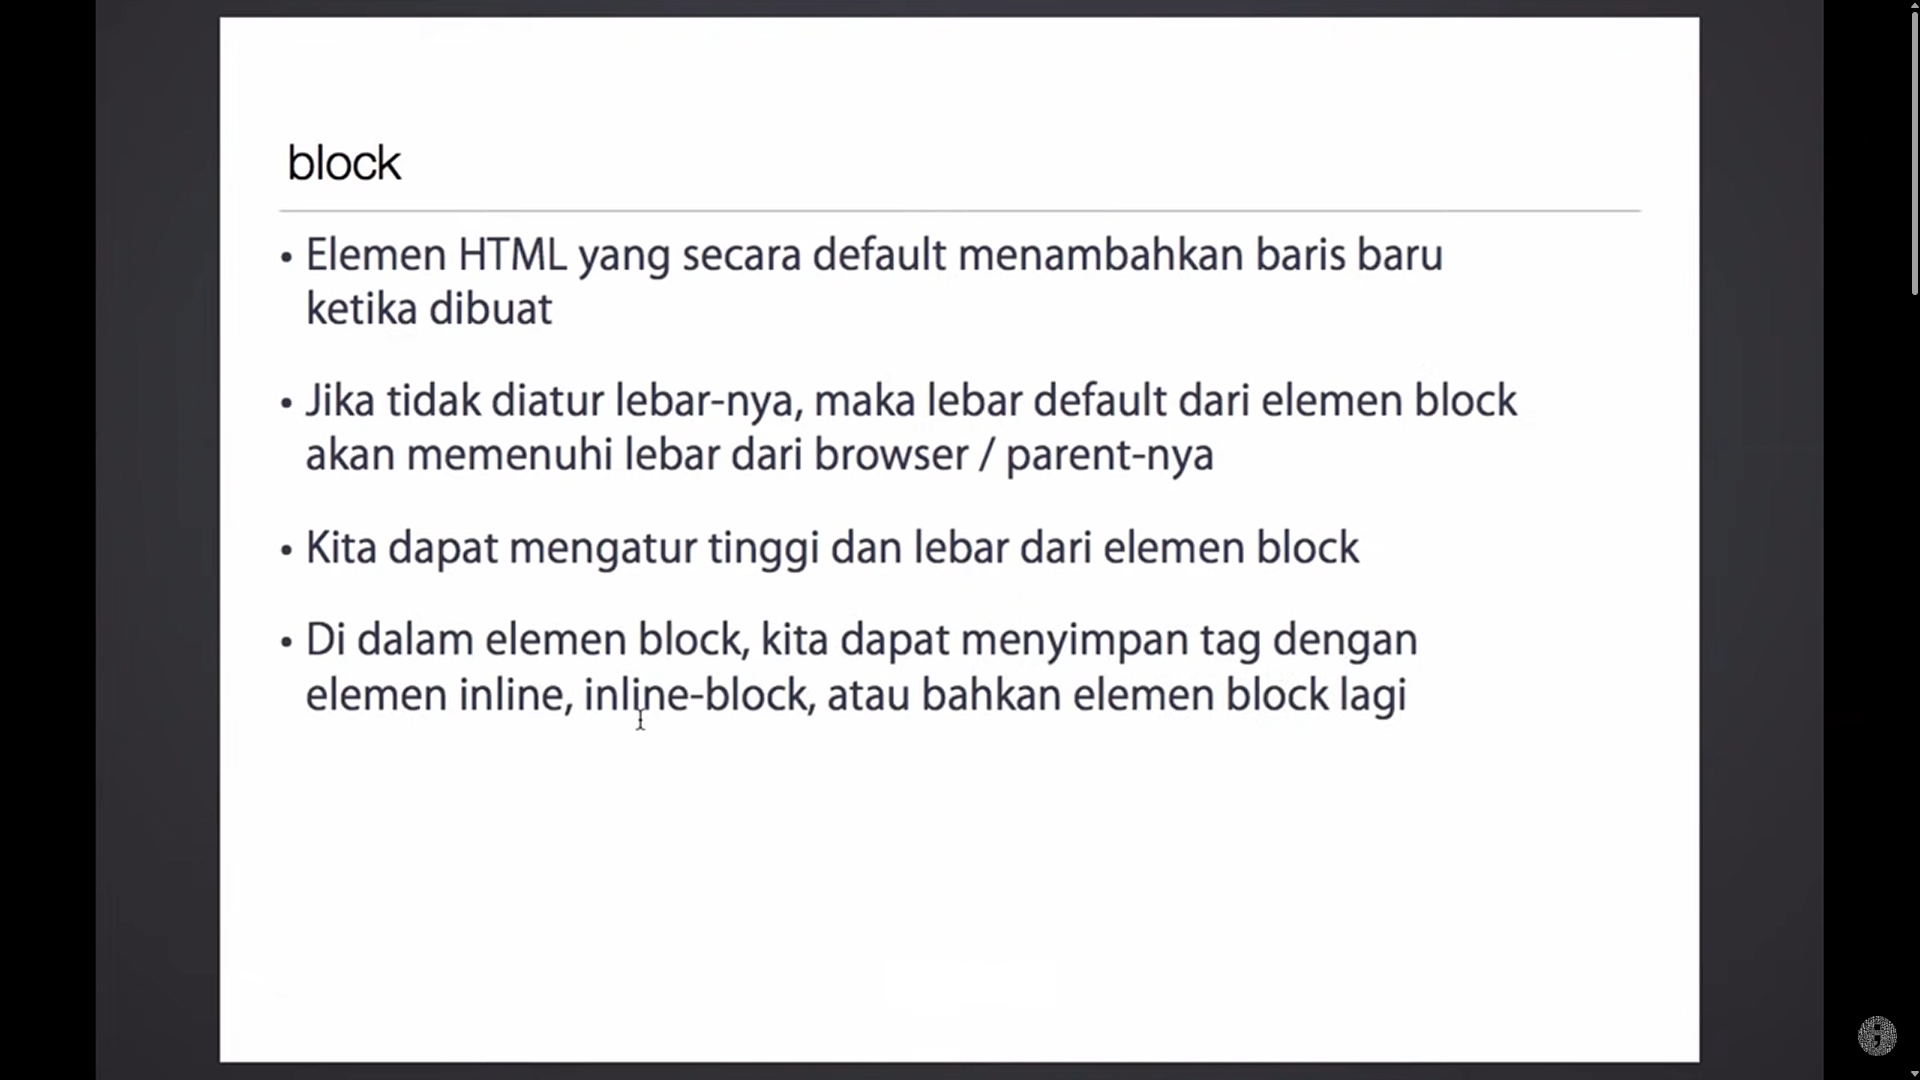 block
• Elemen HTML yang secara default menambahkan baris baru
ketika dibuat
• Jika tidak diatur lebar-nya, maka lebar default dari elemen block
akan memenuhi lebar dari browser / parent-nya
• Kita dapat mengatur tinggi dan lebar dari elemen block
• Di dalam elemen block, kita dapat menyimpan tag dengan
elemen inline, inline-block, atau bahkan elemen block lagi